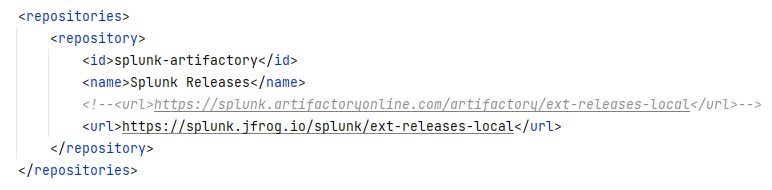 <repositories>
<repository>
<id>splunk-artifactory</id>
<name>Splunk Releases</name>
<!--<url>https://splunk.artifactoryonline.com/artifactory/ext-releases-local</url>-->
<url>https://splunk.jfrog.io/splunk/ext-releases-local</url>
</repository>
</repositories>